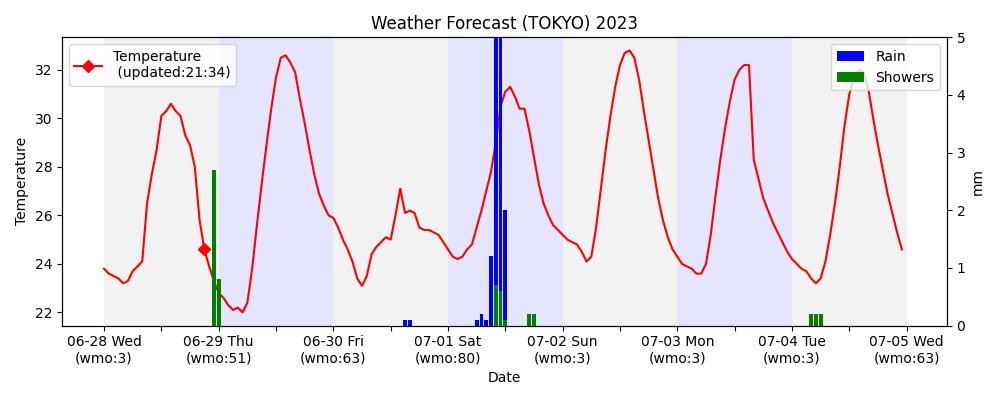 Weather Forecast (TOKYO) 2023
Temperature
(updated:21:34)
Rain
Showers
Temperature
32
30
28
26
24
22
5
4
3
2
1
0
mm
06-28 Wed
(wmo:3)
06-29 Thu
(wmo:51)
06-30 Fri
(wmo:63)
07-01 Sat
(wmo:80)
07-02 Sun
(wmo:3)
07-03 Mon
(wmo:3)
07-04 Tue
(wmo:3)
07-05 Wed
(wmo:63)
Date